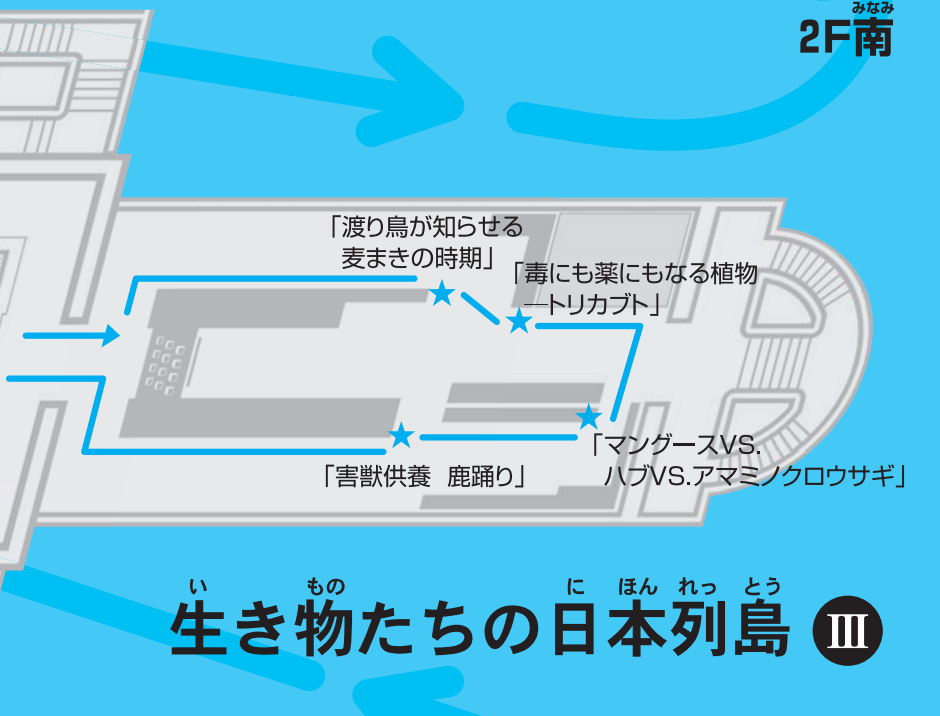 2F南
みなみ
「渡り鳥が知らせる
麦まきの時期」
「毒にも薬にもなる植物
―トリカブト」
「マングースVS.
ハブVS.アマミノクロウサギ」
「害獣供養 鹿踊り」
い もの に ほん れっ とう
生き物たちの日本列島 III